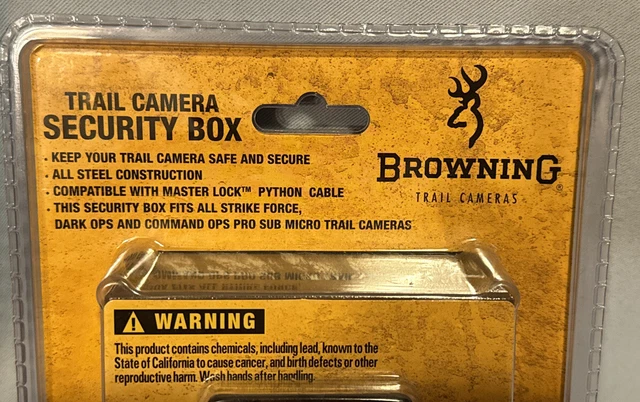 TRAIL CAMERA
SECURITY BOX
• KEEP YOUR TRAIL CAMERA SAFE AND SECURE
• ALL STEEL CONSTRUCTION
• COMPATIBLE WITH MASTER LOCK™ PYTHON CABLE
• THIS SECURITY BOX FITS ALL STRIKE FORCE,
DARK OPS AND COMMAND OPS PRO SUB MICRO TRAIL CAMERAS
BROWNING®
TRAIL CAMERAS
WARNING
This product contains chemicals, including lead, known to the
State of California to cause cancer, and birth defects or other
reproductive harm. Wash hands after handling.